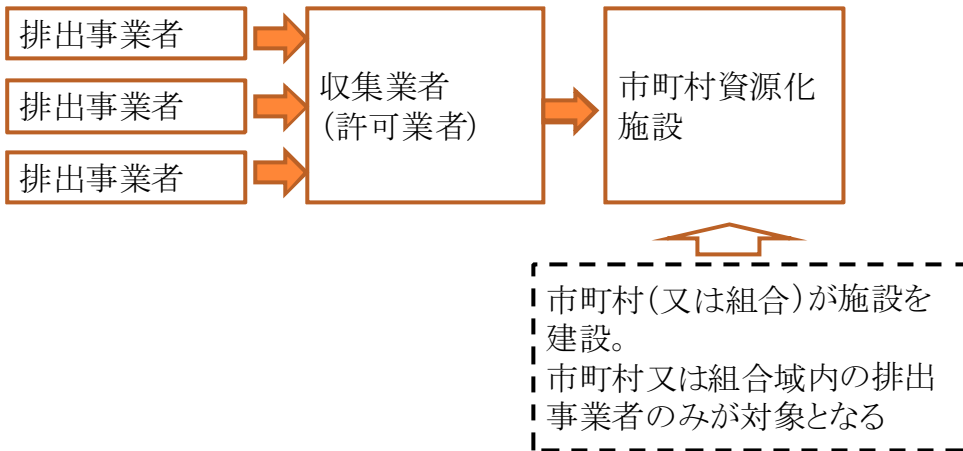 排出事業者
排出事業者
排出事業者
収集業者
(許可業者)
市町村資源化
施設
市町村(又は組合)が施設を
建設。
市町村又は組合域内の排出
事業者のみが対象となる